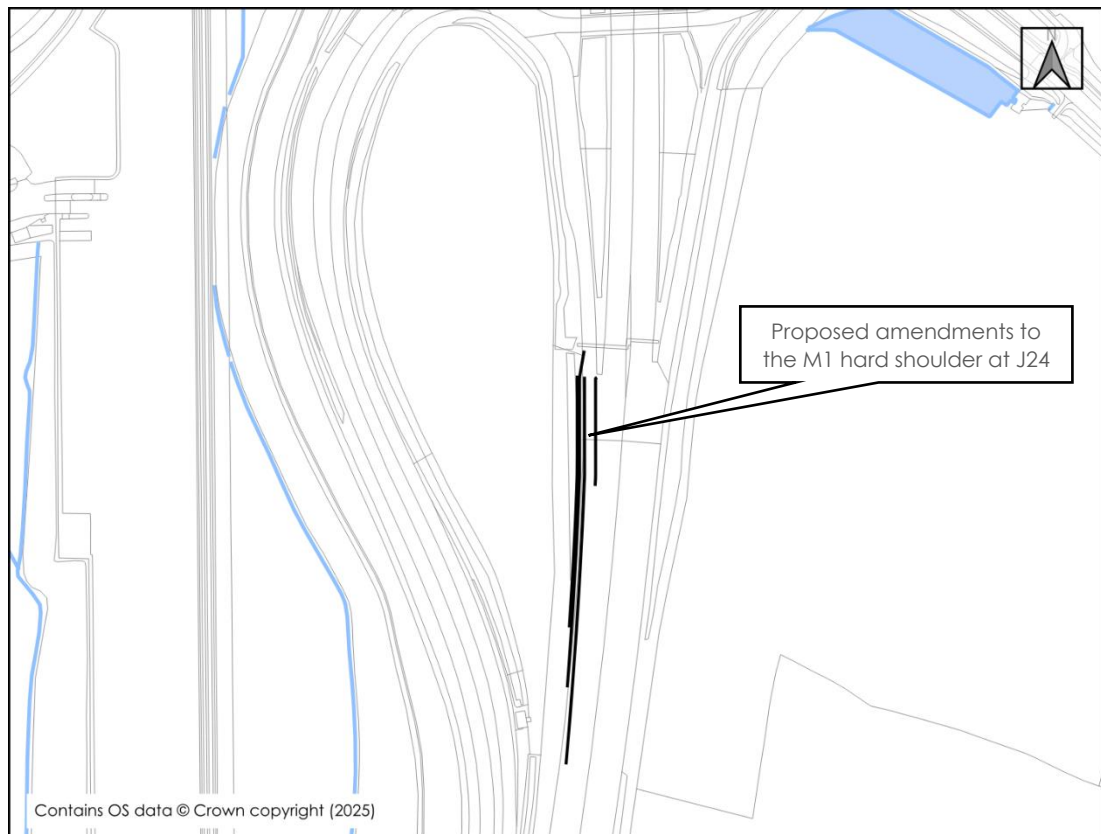 Proposed amendments to
the M1 hard shoulder at J24
Contains OS data © Crown copyright (2025)